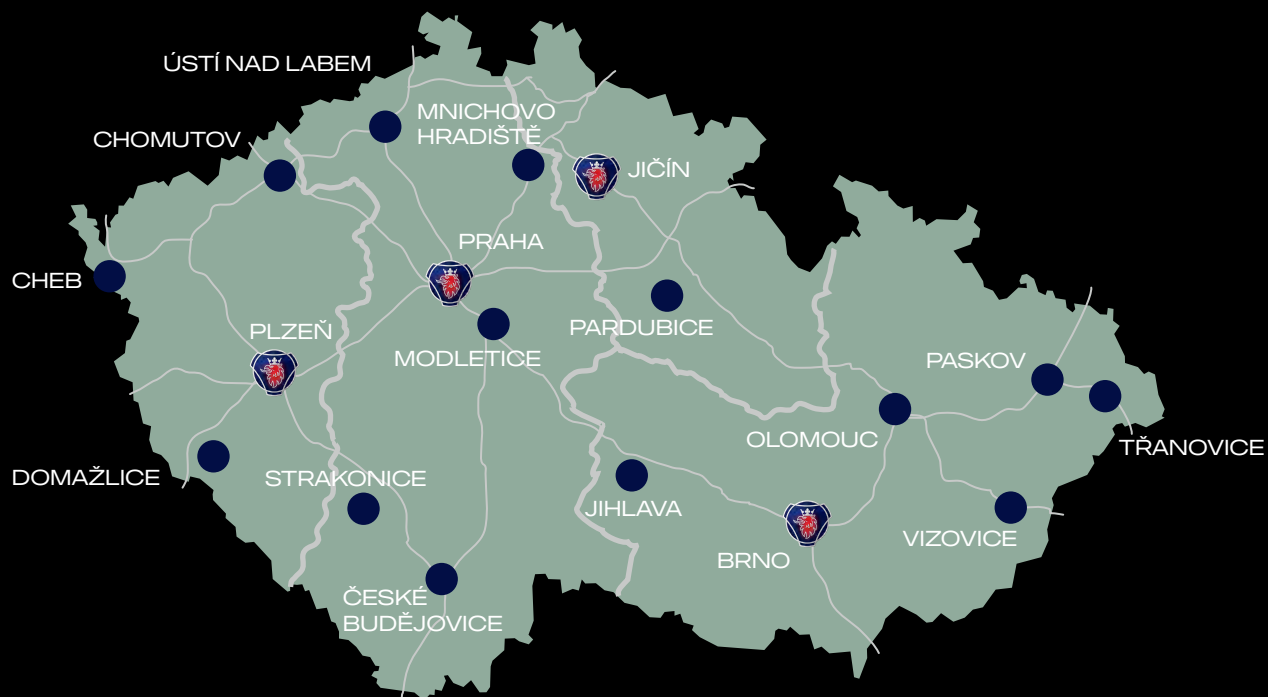 ÚSTÍ NAD LABEM
MNICHOVO
HRADIŠTĚ
CHOMUTOV
JIČÍN
PRAHA
CHEB
PLZEŇ
PARDUBICE
MODLETICE
PASKOV
OLOMOUC
TŘANOVICE
DOMAŽLICE
STRAKONICE
JIHLAVA
VIZOVICE
BRNO
ČESKÉ
BUDĚJOVICE